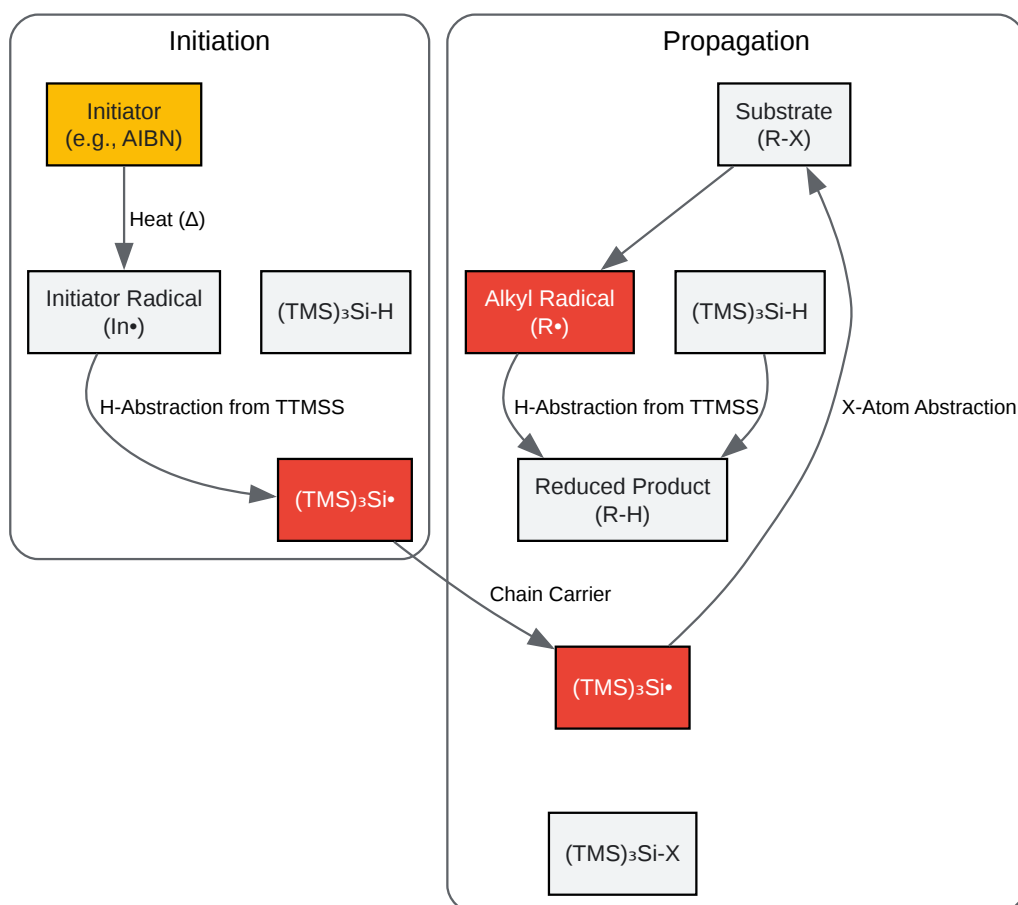 Initiation
Initiator
(e.g., AIBN)
Heat (Δ)
Initiator Radical
(In•)
(TMS)₃Si-H
H-Abstraction from TTMSS
(TMS)₃Si•
Chain Carrier
Propagation
Substrate
(R-X)
Alkyl Radical
(R•)
(TMS)₃Si-H
H-Abstraction from TTMSS
X-Atom Abstraction
Reduced Product
(R-H)
(TMS)₃Si•
(TMS)₃Si-X